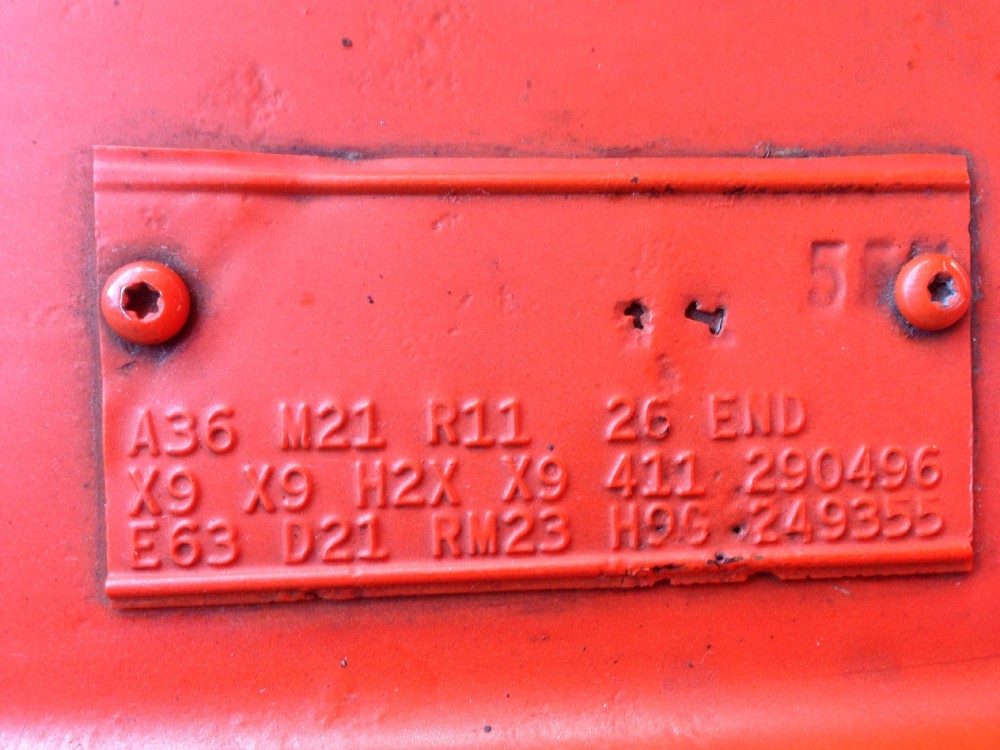 A36 M21 R11 26 END
X9 X9 H2X X9 411 290496
E63 D21 RM23 H9G 249355